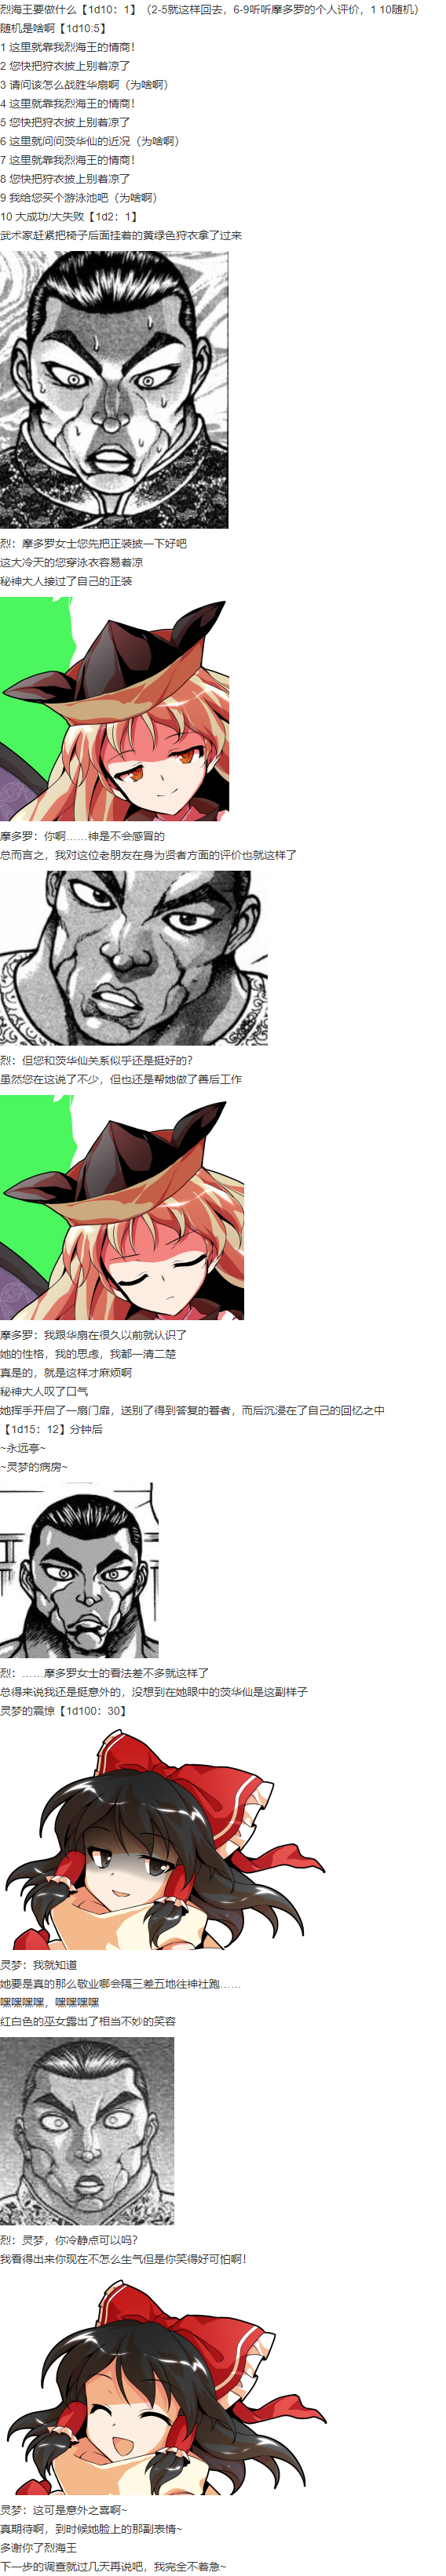 烈海王要做什么【1d10：1】（2-5就这样回去，6-9听听摩多罗的个人评价，1 10随机）
随机是啥啊【1d10:5】
1 这里就靠我烈海王的情商！
2 您快把狩衣披上别着凉了
3 请问该怎么战胜华扇啊（为啥啊）
4 这里就靠我烈海王的情商！
5 您快把狩衣披上别着凉了
6 这里就问问茨华仙的近况（为啥啊）
7 这里就靠我烈海王的情商！
8 您快把狩衣披上别着凉了
9 我给您买个游泳池吧（为啥啊）
10 大成功/大失败【1d2：1】
武术家赶紧把椅子后面挂着的黄绿色狩衣拿了过来
烈：摩多罗女士您先把正装披一下好吧
这大冷天的您穿泳衣容易着凉
秘神大人接过了自己的正装
摩多罗：你啊……神是不会感冒的
总而言之，我对这位老朋友在身为贤者方面的评价也就这样了
烈：但您和茨华仙关系似乎还是挺好的？
虽然您在这说了不少，但也还是帮她做了善后工作
摩多罗：我跟华扇在很久以前就认识了
她的性格，我的思虑，我都一清二楚
真是的，就是这样才麻烦啊
秘神大人叹了口气
她挥手开启了一扇门扉，送别了得到答复的着者，而后沉浸在了自己的回忆之中
【1d15：12】分钟后
~永远亭~
~灵梦的病房~
烈：……摩多罗女士的看法差不多就这样了
总得来说我还是挺意外的，没想到在她眼中的茨华仙是这副样子
灵梦的震惊【1d100：30】
灵梦：我就知道
她要是真的那么敬业哪会隔三差五地往神社跑……
嘿嘿嘿嘿，嘿嘿嘿嘿
红白色的巫女露出了相当不妙的笑容
烈：灵梦，你冷静点可以吗？
我看得出来你现在不怎么生气但是你笑得好可怕啊！
灵梦：这可是意外之喜啊~
真期待啊，到时候她脸上的那副表情~
多谢你了烈海王
下一步的调查就过几天再说吧，我完全不着急~